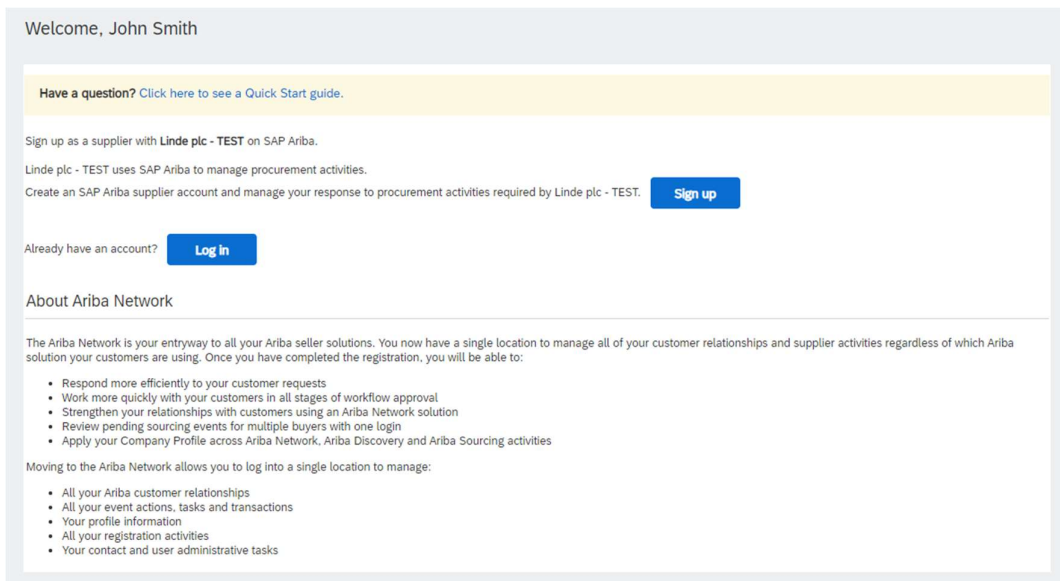 Welcome, John Smith
Have a question? Click here to see a Quick Start guide.
Sign up as a supplier with Linde plc - TEST on SAP Ariba.
Linde plc - TEST uses SAP Ariba to manage procurement activities.
Create an SAP Ariba supplier account and manage your response to procurement activities required by Linde plc - TEST. Sign up
Already have an account? Log in
About Ariba Network
The Ariba Network is your entryway to all your Ariba seller solutions. You now have a single location to manage all of your customer relationships and supplier activities regardless of which Ariba
solution your customers are using. Once you have completed the registration, you will be able to:
• Respond more efficiently to your customer requests
• Work more quickly with your customers in all stages of workflow approval
• Strengthen your relationships with customers using an Ariba Network solution
• Review pending sourcing events for multiple buyers with one login
• Apply your Company Profile across Ariba Network, Ariba Discovery and Ariba Sourcing activities
Moving to the Ariba Network allows you to log into a single location to manage:
• All your Ariba customer relationships
• All your event actions, tasks and transactions
• Your profile information
• All your registration activities
• Your contact and user administrative tasks